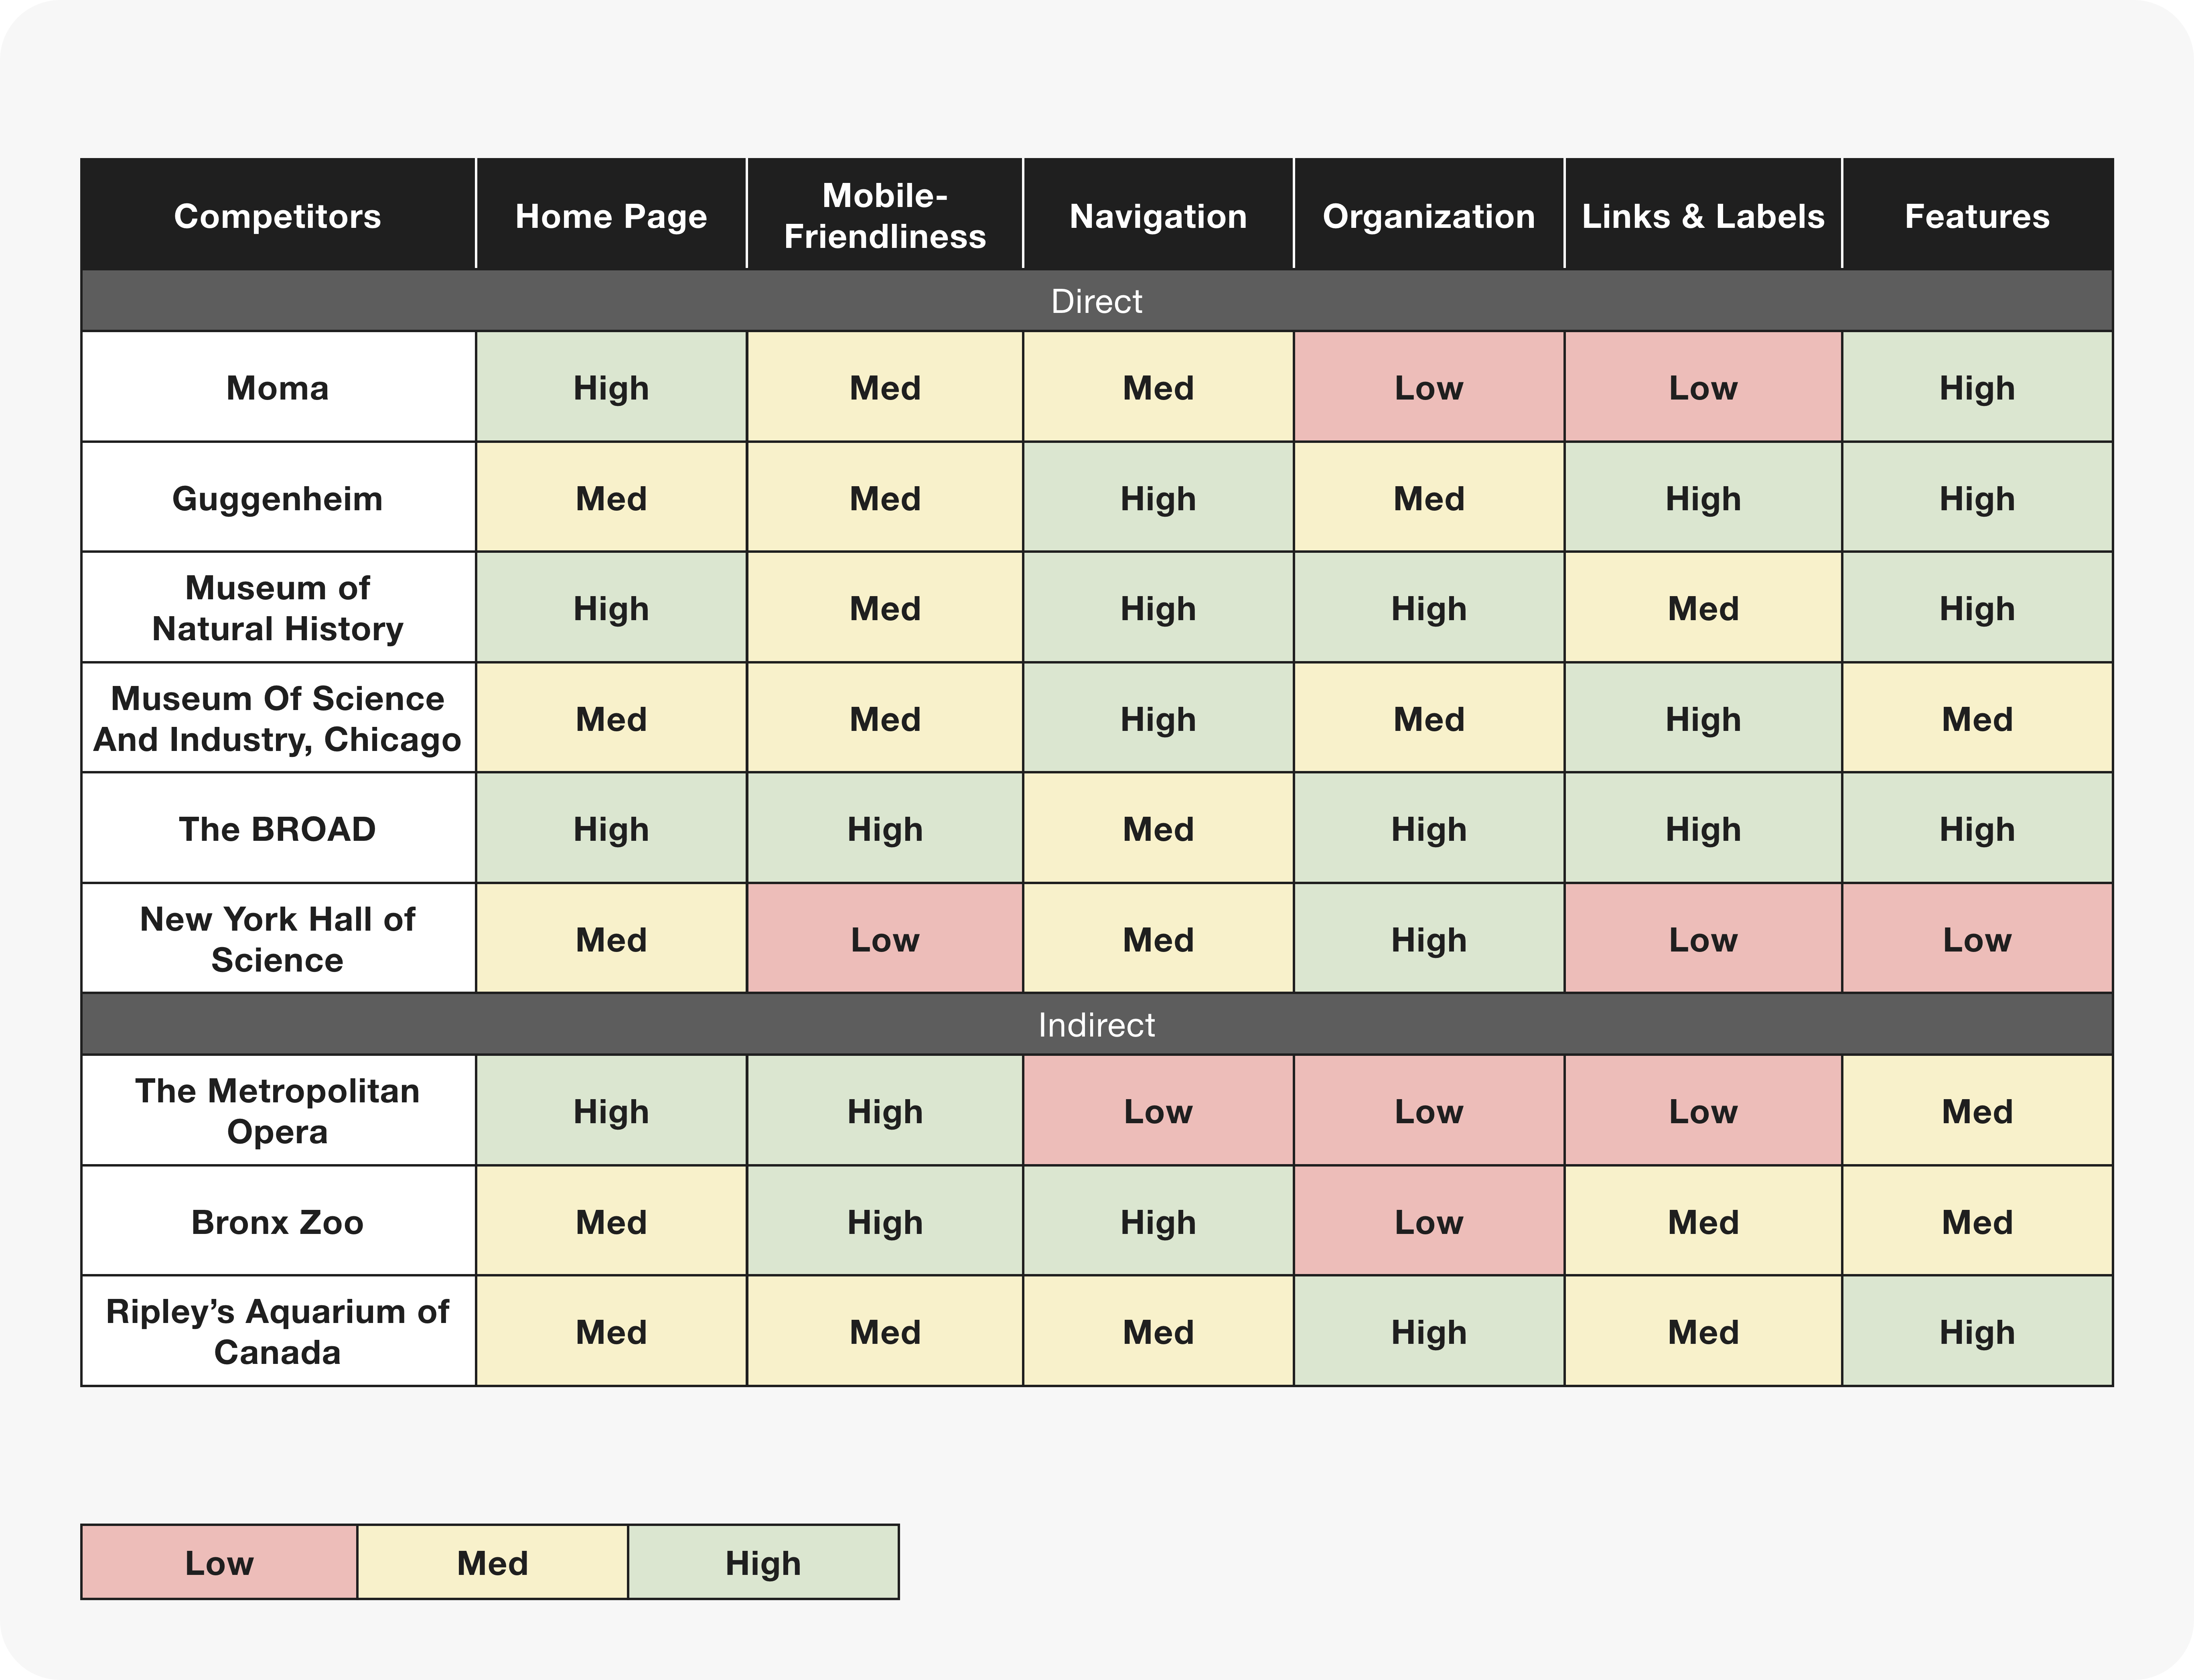 Competitors
Home Page
Mobile-
Friendliness
Navigation
Organization
Links & Labels
Features
Direct
Moma
High
Med
Med
Low
Low
High
Guggenheim
Med
Med
High
Med
High
High
Museum of
Natural History
High
Med
High
High
Med
High
Museum Of Science
And Industry, Chicago
Med
Med
High
Med
High
Med
The BROAD
High
High
Med
High
High
High
New York Hall of
Science
Med
Low
Med
High
Low
Low
Indirect
The Metropolitan
Opera
High
High
Low
Low
Low
Med
Bronx Zoo
Med
High
High
Low
Med
Med
Ripley’s Aquarium of
Canada
Med
Med
Med
High
Med
High
Low
Med
High